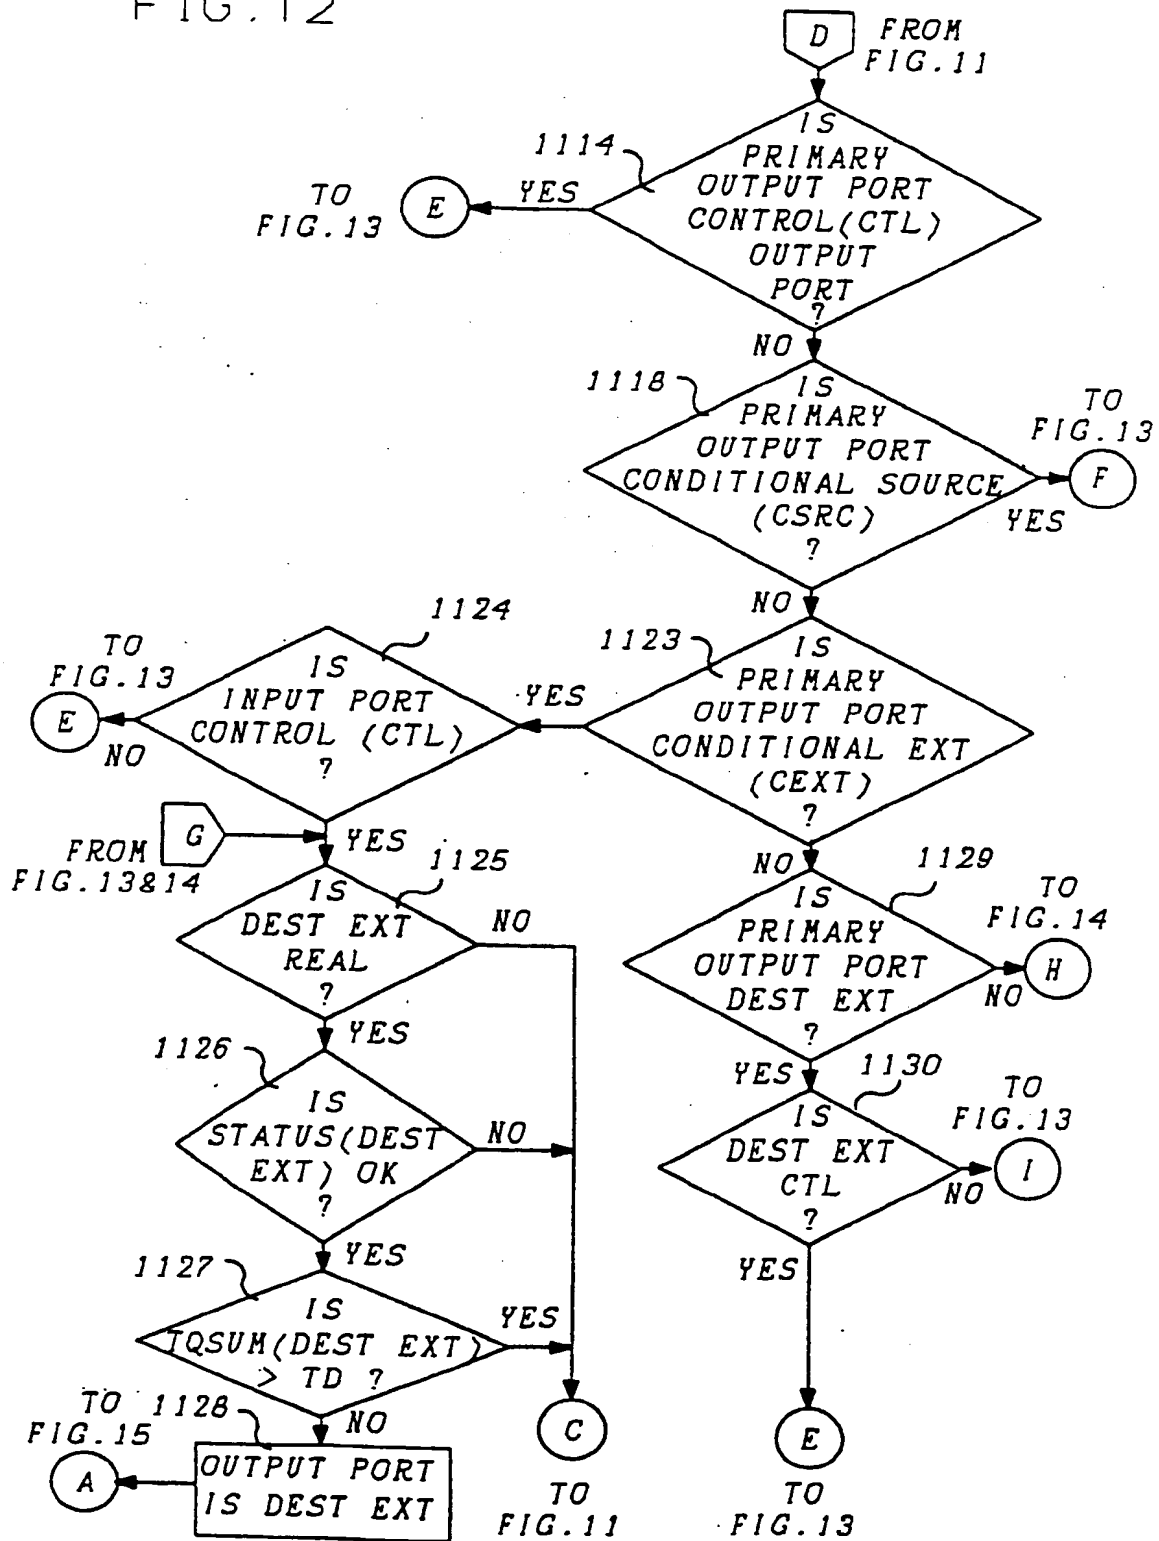 FIG.12
D
FROM
FIG.11
1114
IS
PRIMARY
OUTPUT PORT
CONTROL(CTL)
OUTPUT
PORT
?
YES
E
TO
FIG.13
NO
1118
IS
PRIMARY
OUTPUT PORT
CONDITIONAL SOURCE
(CSRC)
?
YES
TO
FIG.13
F
NO
1123
IS
PRIMARY
OUTPUT PORT
CONDITIONAL EXT
(CEXT)
?
YES
1124
IS
INPUT PORT
CONTROL (CTL)
?
TO
FIG.13
E
NO
YES
G
FROM
FIG.13&14
1125
IS
DEST EXT
REAL
?
NO
YES
1126
IS
STATUS(DEST
EXT) OK
?
NO
YES
1127
IS
TQSUM(DEST EXT)
> TD ?
YES
NO
1128
OUTPUT PORT
IS DEST EXT
TO
FIG.15
A
C
TO
FIG.11
NO
1129
IS
PRIMARY
OUTPUT PORT
DEST EXT
?
TO
FIG.14
H
NO
YES
1130
IS
DEST EXT
CTL
?
TO
FIG.13
I
NO
YES
E
TO
FIG.13